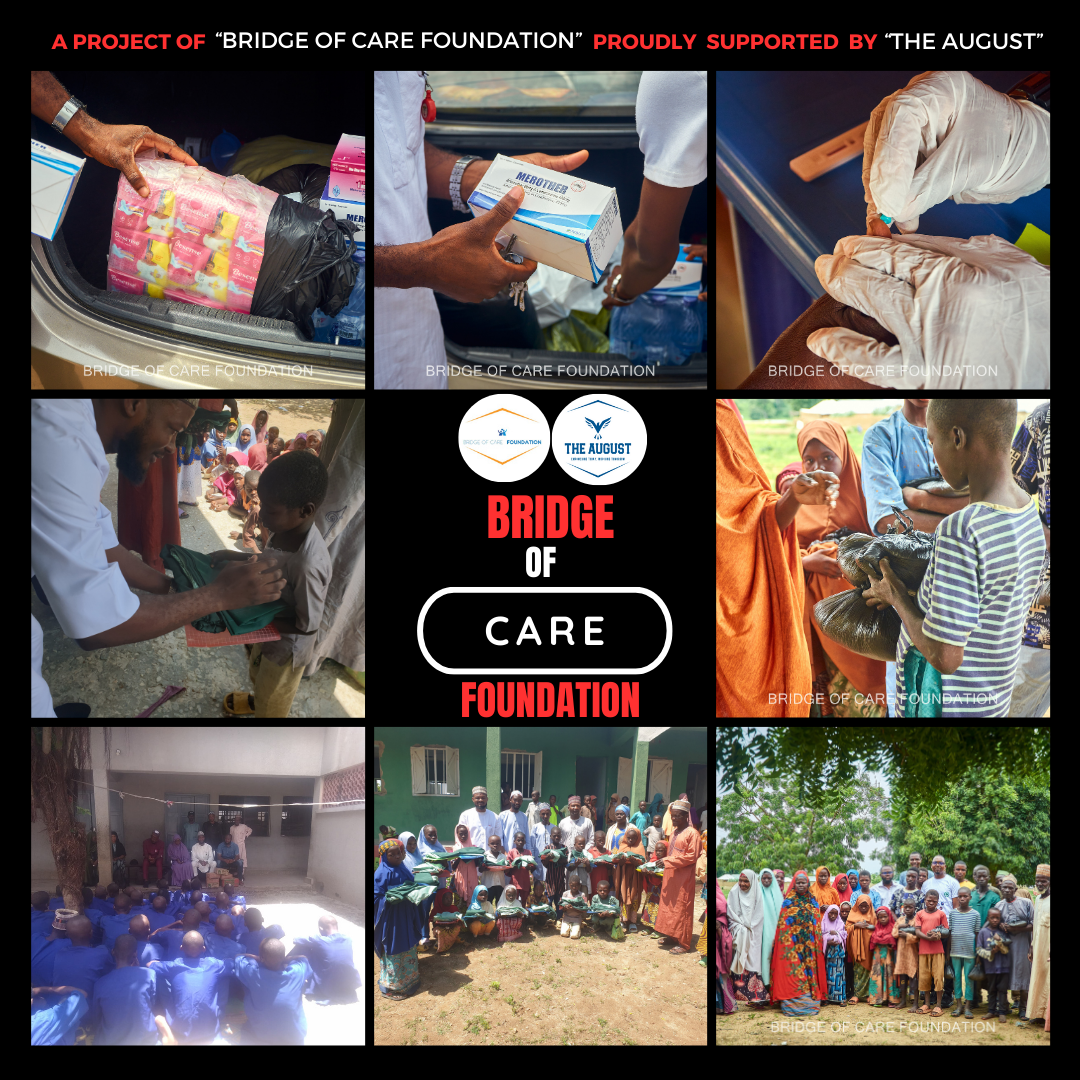 A PROJECT OF “BRIDGE OF CARE FOUNDATION” PROUDLY SUPPORTED BY “THE AUGUST”
MEROTHER
BRIDGE OF CARE FOUNDATION
BRIDGE OF CARE FOUNDATION
BRIDGE OF CARE FOUNDATION
BRIDGE OF CARE FOUNDATION
THE AUGUST
BRIDGE
OF
CARE
FOUNDATION
BRIDGE OF CARE FOUNDATION
BRIDGE OF CARE FOUNDATION